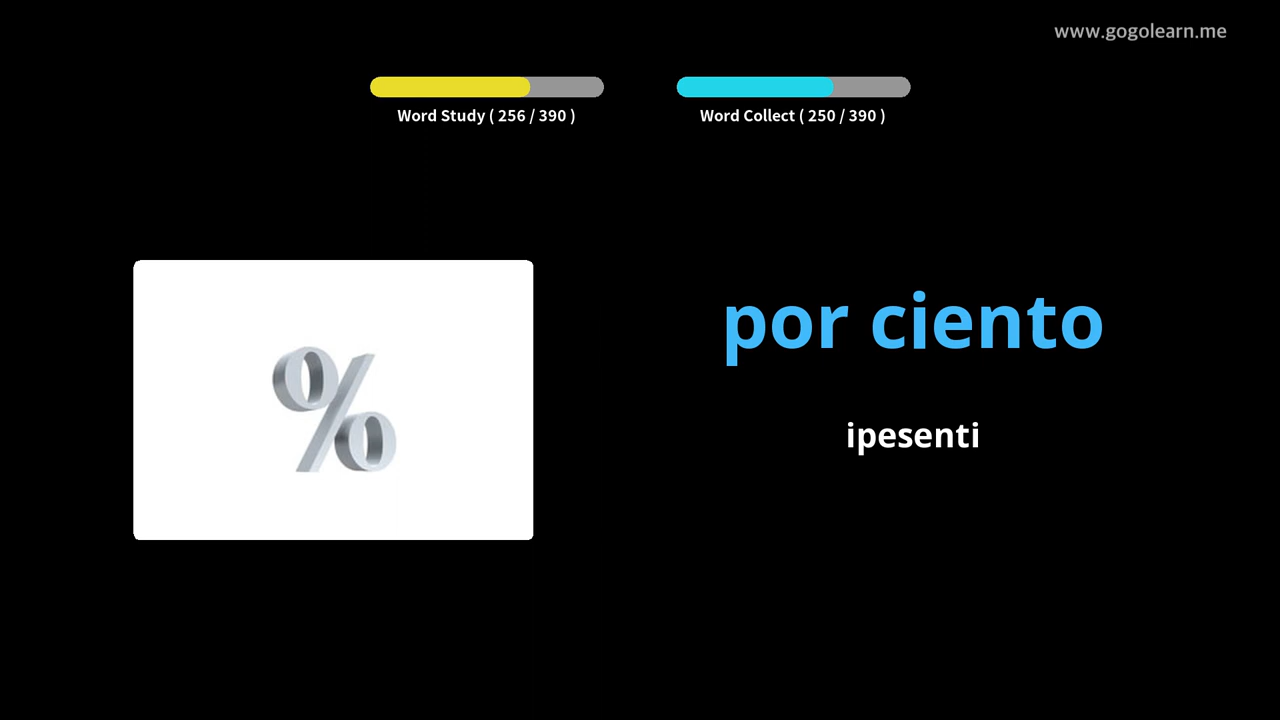 www.gogolearn.me
Word Study ( 256 / 390 )
Word Collect ( 250 / 390 )
%
por ciento
ipesenti